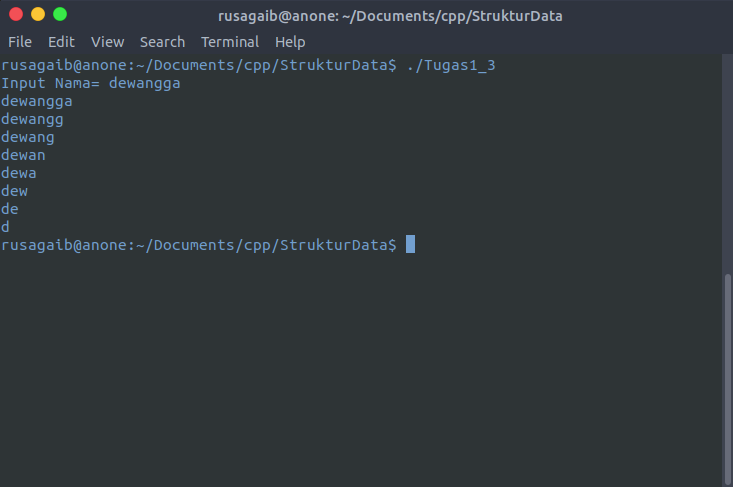 rusagaib@anone: ~/Documents/cpp/StrukturData
File Edit View Search Terminal Help
rusagaib@anone:~/Documents/cpp/StrukturData$ ./Tugas1_3
Input Nama= dewangga
dewangga
dewangg
dewang
dewan
dewa
dew
de
d
rusagaib@anone:~/Documents/cpp/StrukturData$